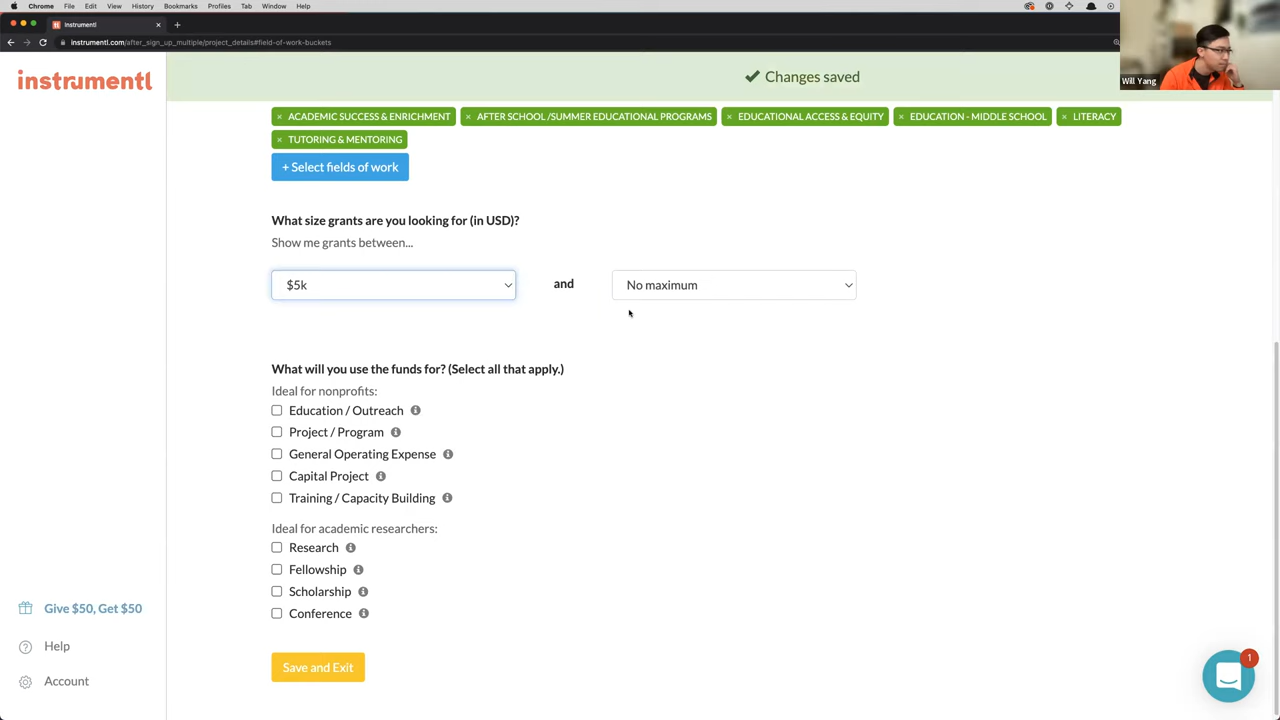 Chrome File Edit View History Bookmarks Profiles Tab Window Help
Instrumentl
instrumentl.com/after_sign_up_multiple/project_details#field-of-work-buckets
Will Yang
instrumentl
Changes saved
× ACADEMIC SUCCESS & ENRICHMENT × AFTER SCHOOL /SUMMER EDUCATIONAL PROGRAMS × EDUCATIONAL ACCESS & EQUITY × EDUCATION - MIDDLE SCHOOL × LITERACY
× TUTORING & MENTORING
+ Select fields of work
What size grants are you looking for (in USD)?
Show me grants between...
$5k and No maximum
What will you use the funds for? (Select all that apply.)
Ideal for nonprofits:
Education / Outreach
Project / Program
General Operating Expense
Capital Project
Training / Capacity Building
Ideal for academic researchers:
Research
Fellowship
Scholarship
Conference
Give $50, Get $50
Help
Account
Save and Exit
1